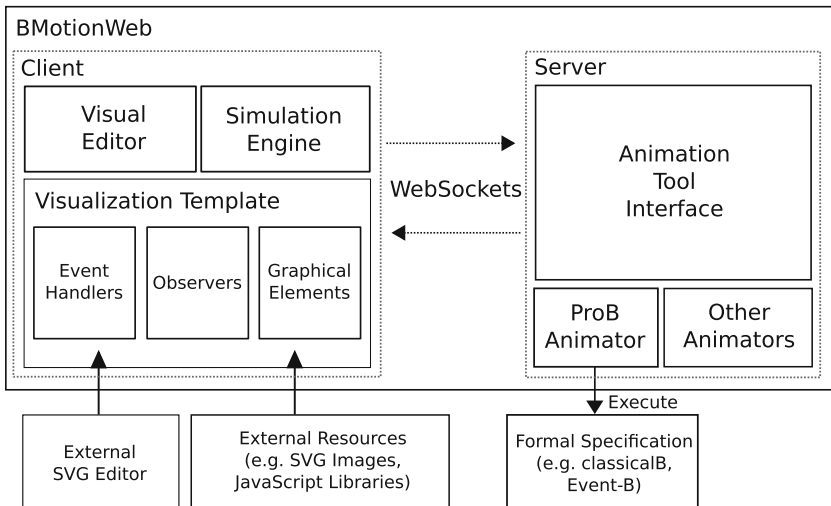 BMotionWeb
Client
Visual
Editor
Simulation
Engine
Visualization Template
Event
Handlers
Observers
Graphical
Elements
WebSockets
Server
Animation
Tool
Interface
ProB
Animator
Other
Animators
Execute
External
SVG Editor
External Resources
(e.g. SVG Images,
JavaScript Libraries)
Formal Specification
(e.g. classicalB,
Event-B)